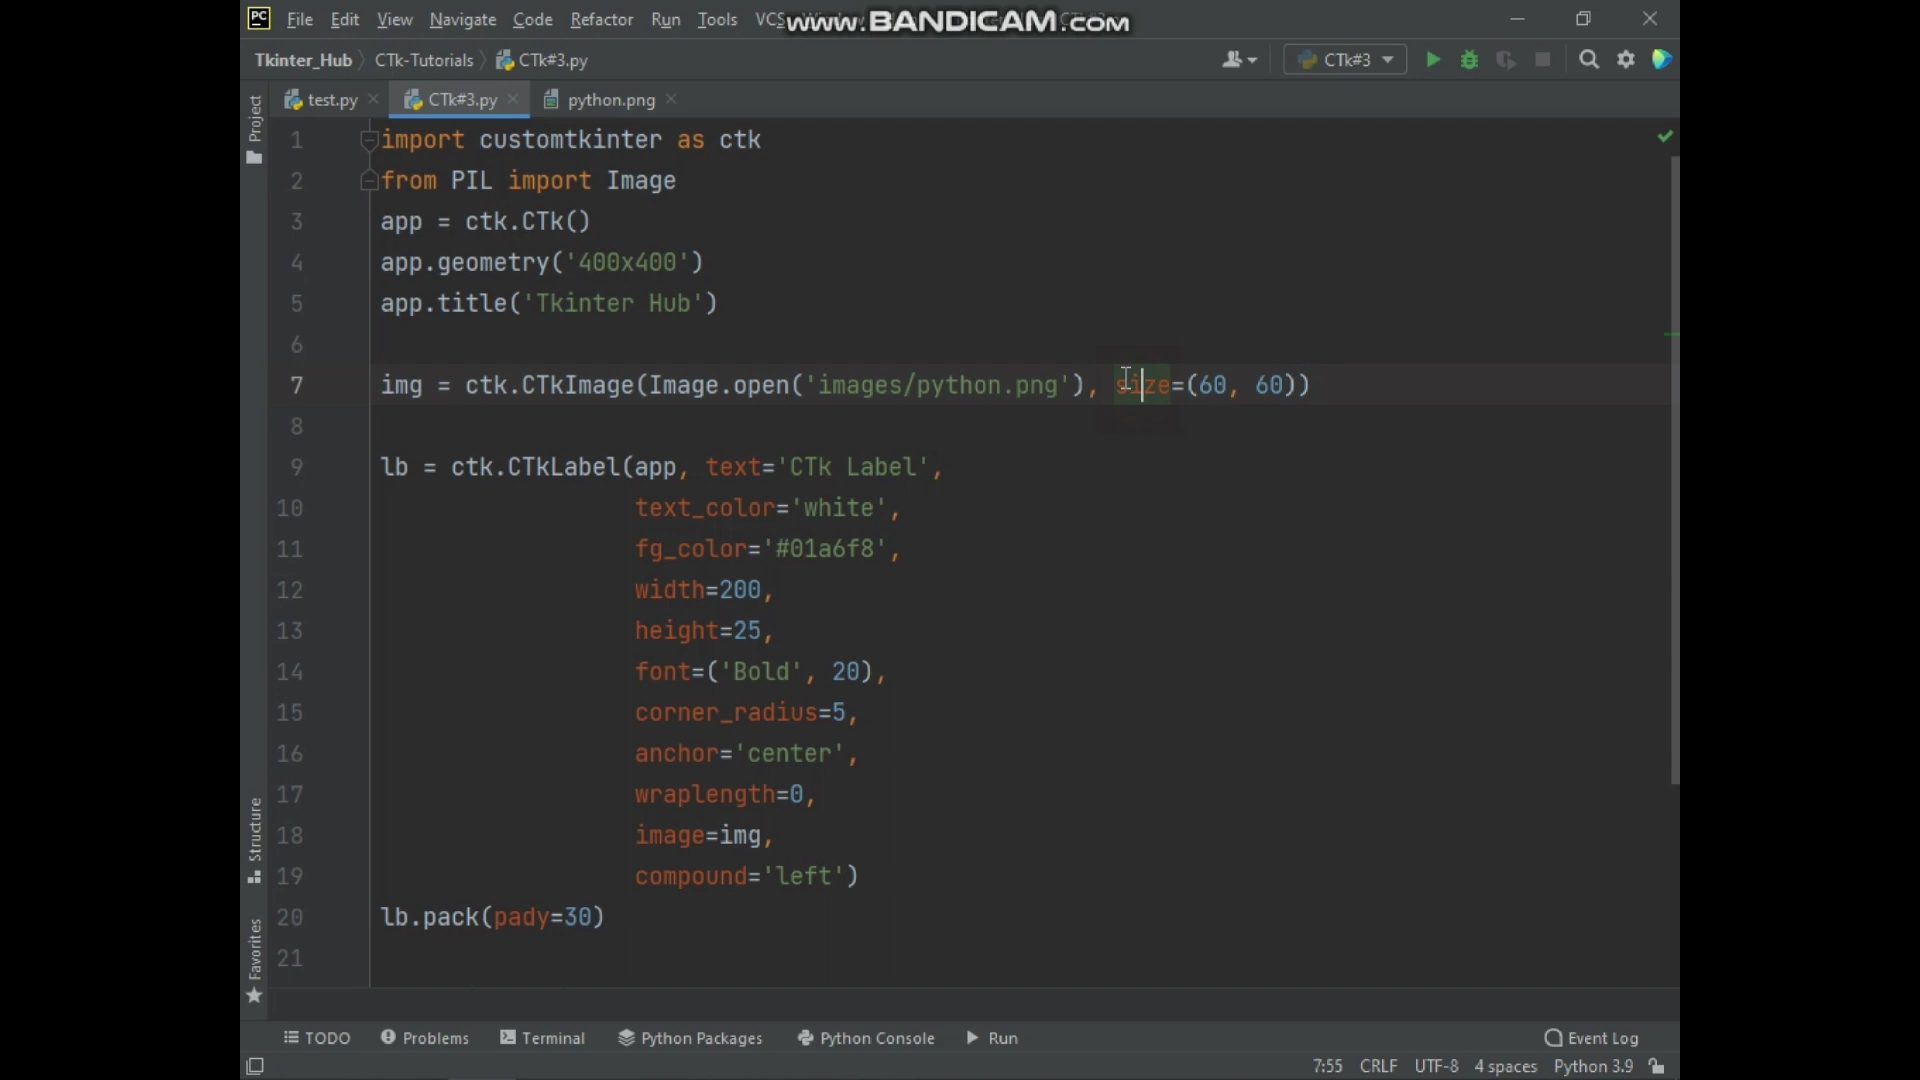 PC File Edit View Navigate Code Refactor Run Tools VCS
www.BANDICAM.com
Tkinter_Hub CTk-Tutorials CTk#3.py CTk#3
test.py CTk#3.py python.png
Project
1 import customtkinter as ctk
2 from PIL import Image
3 app = ctk.CTk()
4 app.geometry('400x400')
5 app.title('Tkinter Hub')
6
7 img = ctk.CTkImage(Image.open('images/python.png'), size=(60, 60))
8
9 lb = ctk.CTkLabel(app, text='CTk Label',
10 text_color='white',
11 fg_color='#01a6f8',
12 width=200,
13 height=25,
14 font=('Bold', 20),
15 corner_radius=5,
16 anchor='center',
17 wraplength=0,
18 image=img,
19 compound='left')
20 lb.pack(pady=30)
21
Structure
Favorites
TODO Problems Terminal Python Packages Python Console Run Event Log
7:55 CRLF UTF-8 4 spaces Python 3.9